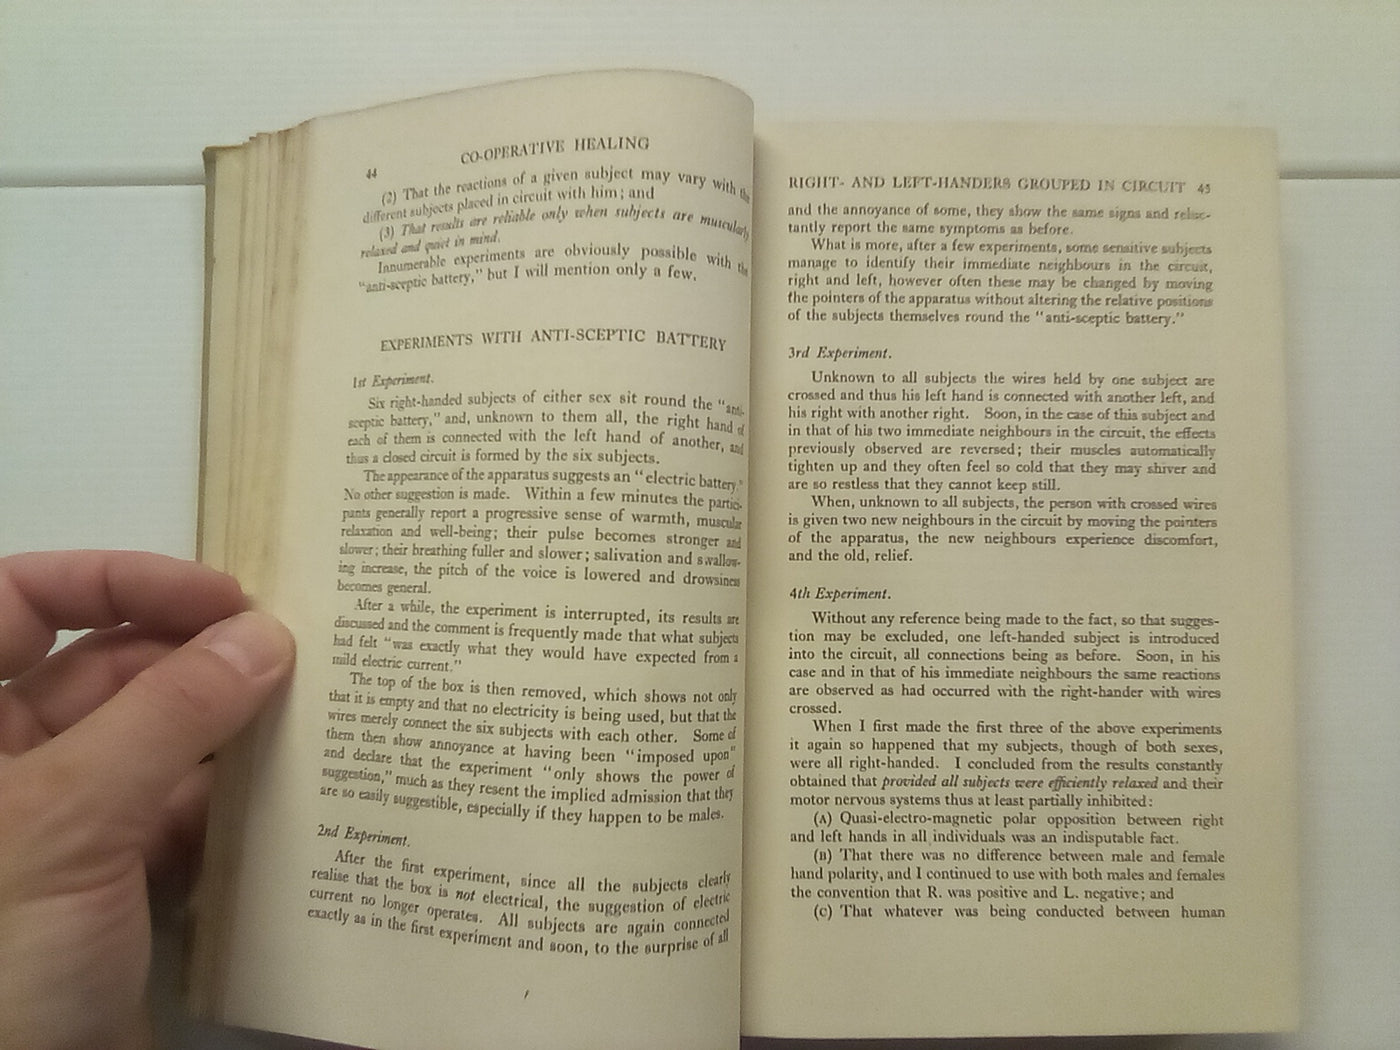 44
CO-OPERATIVE HEALING
(2) That the reactions of a given subject may vary with the
different subjects placed in circuit with him; and
(3) That results are reliable only when subjects are muscularly
relaxed and quiet in mind.
Innumerable experiments are obviously possible with the
"anti-sceptic battery," but I will mention only a few.
EXPERIMENTS WITH ANTI-SCEPTIC BATTERY
1st Experiment.
Six right-handed subjects of either sex sit round the "anti-
sceptic battery," and, unknown to them all, the right hand of
each of them is connected with the left hand of another, and
thus a closed circuit is formed by the six subjects.
The appearance of the apparatus suggests an "electric battery."
No other suggestion is made. Within a few minutes the partici-
pants generally report a progressive sense of warmth, muscular
relaxation and well-being; their pulse becomes stronger and
slower; their breathing fuller and slower; salivation and swallow-
ing increase, the pitch of the voice is lowered and drowsiness
becomes general.
After a while, the experiment is interrupted, its results are
discussed and the comment is frequently made that what subjects
had felt "was exactly what they would have expected from a
mild electric current."
The top of the box is then removed, which shows not only
that it is empty and that no electricity is being used, but that the
wires merely connect the six subjects with each other. Some of
them then show annoyance at having been "imposed upon"
and declare that the experiment "only shows the power of
suggestion," much as they resent the implied admission that they
are so easily suggestible, especially if they happen to be males.
2nd Experiment.
After the first experiment, since all the subjects clearly
realise that the box is not electrical, the suggestion of electric
current no longer operates. All subjects are again connected
exactly as in the first experiment and soon, to the surprise of all
RIGHT- AND LEFT-HANDERS GROUPED IN CIRCUIT 45
and the annoyance of some, they show the same signs and reluc-
tantly report the same symptoms as before.
What is more, after a few experiments, some sensitive subjects
manage to identify their immediate neighbours in the circuit,
right and left, however often these may be changed by moving
the pointers of the apparatus without altering the relative positions
of the subjects themselves round the "anti-sceptic battery."
3rd Experiment.
Unknown to all subjects the wires held by one subject are
crossed and thus his left hand is connected with another left, and
his right with another right. Soon, in the case of this subject and
in that of his two immediate neighbours in the circuit, the effects
previously observed are reversed; their muscles automatically
tighten up and they often feel so cold that they may shiver and
are so restless that they cannot keep still.
When, unknown to all subjects, the person with crossed wires
is given two new neighbours in the circuit by moving the pointers
of the apparatus, the new neighbours experience discomfort,
and the old, relief.
4th Experiment.
Without any reference being made to the fact, so that sugges-
tion may be excluded, one left-handed subject is introduced
into the circuit, all connections being as before. Soon, in his
case and in that of his immediate neighbours the same reactions
are observed as had occurred with the right-hander with wires
crossed.
When I first made the first three of the above experiments
it again so happened that my subjects, though of both sexes,
were all right-handed. I concluded from the results constantly
obtained that provided all subjects were efficiently relaxed and their
motor nervous systems thus at least partially inhibited:
(A) Quasi-electro-magnetic polar opposition between right
and left hands in all individuals was an indisputable fact.
(B) That there was no difference between male and female
hand polarity, and I continued to use with both males and females
the convention that R. was positive and L. negative; and
(C) That whatever was being conducted between human